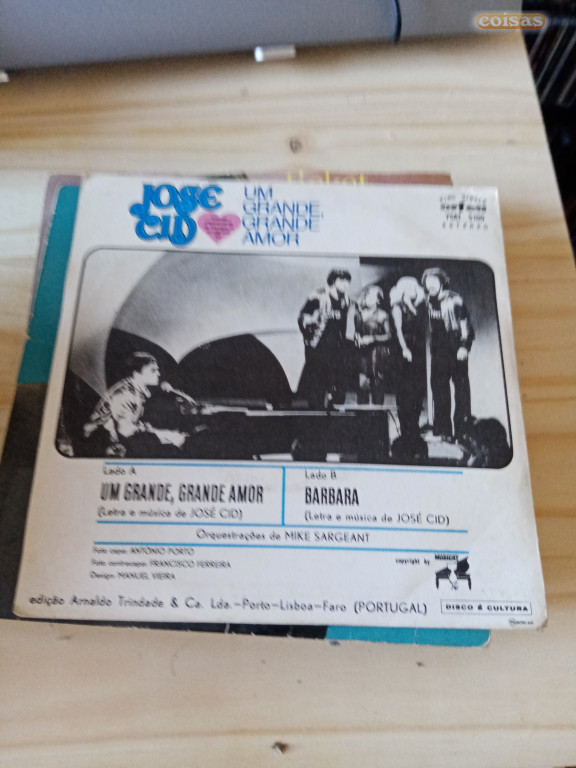 coisas
JOSE
CID
UM
GRANDE,
GRANDE
AMOR
ESTEREO
Lado A
UM GRANDE, GRANDE AMOR
(Letra e música de JOSÉ CID)
Lado B
BARBARA
(Letra e música de JOSÉ CID)
Orquestrações de MIKE SARGEANT
Foto capa: ANTÓNIO PORTO
Foto contracapa: FRANCISCO FERREIRA
Design: MANUEL VIEIRA
copyright by
edição Arnaldo Trindade & Ca. Lda.-Porto-Lisboa-Faro (PORTUGAL)
DISCO É CULTURA